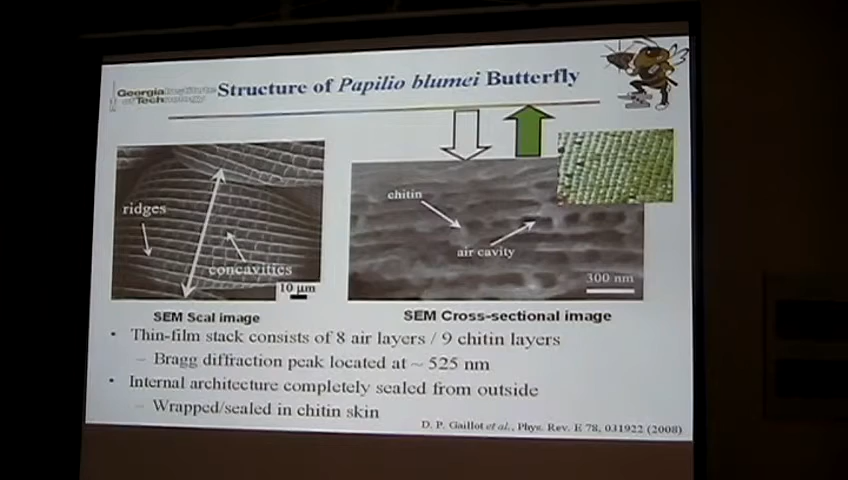 Georgia Institute
of Technology
Structure of Papilio blumei Butterfly
ridges
concavities
10 μm
chitin
air cavity
300 nm
SEM Scal image
SEM Cross-sectional image
• Thin-film stack consists of 8 air layers / 9 chitin layers
– Bragg diffraction peak located at ~ 525 nm
• Internal architecture completely sealed from outside
– Wrapped/sealed in chitin skin
D. P. Gaillot et al., Phys. Rev. E 78, 031922 (2008)